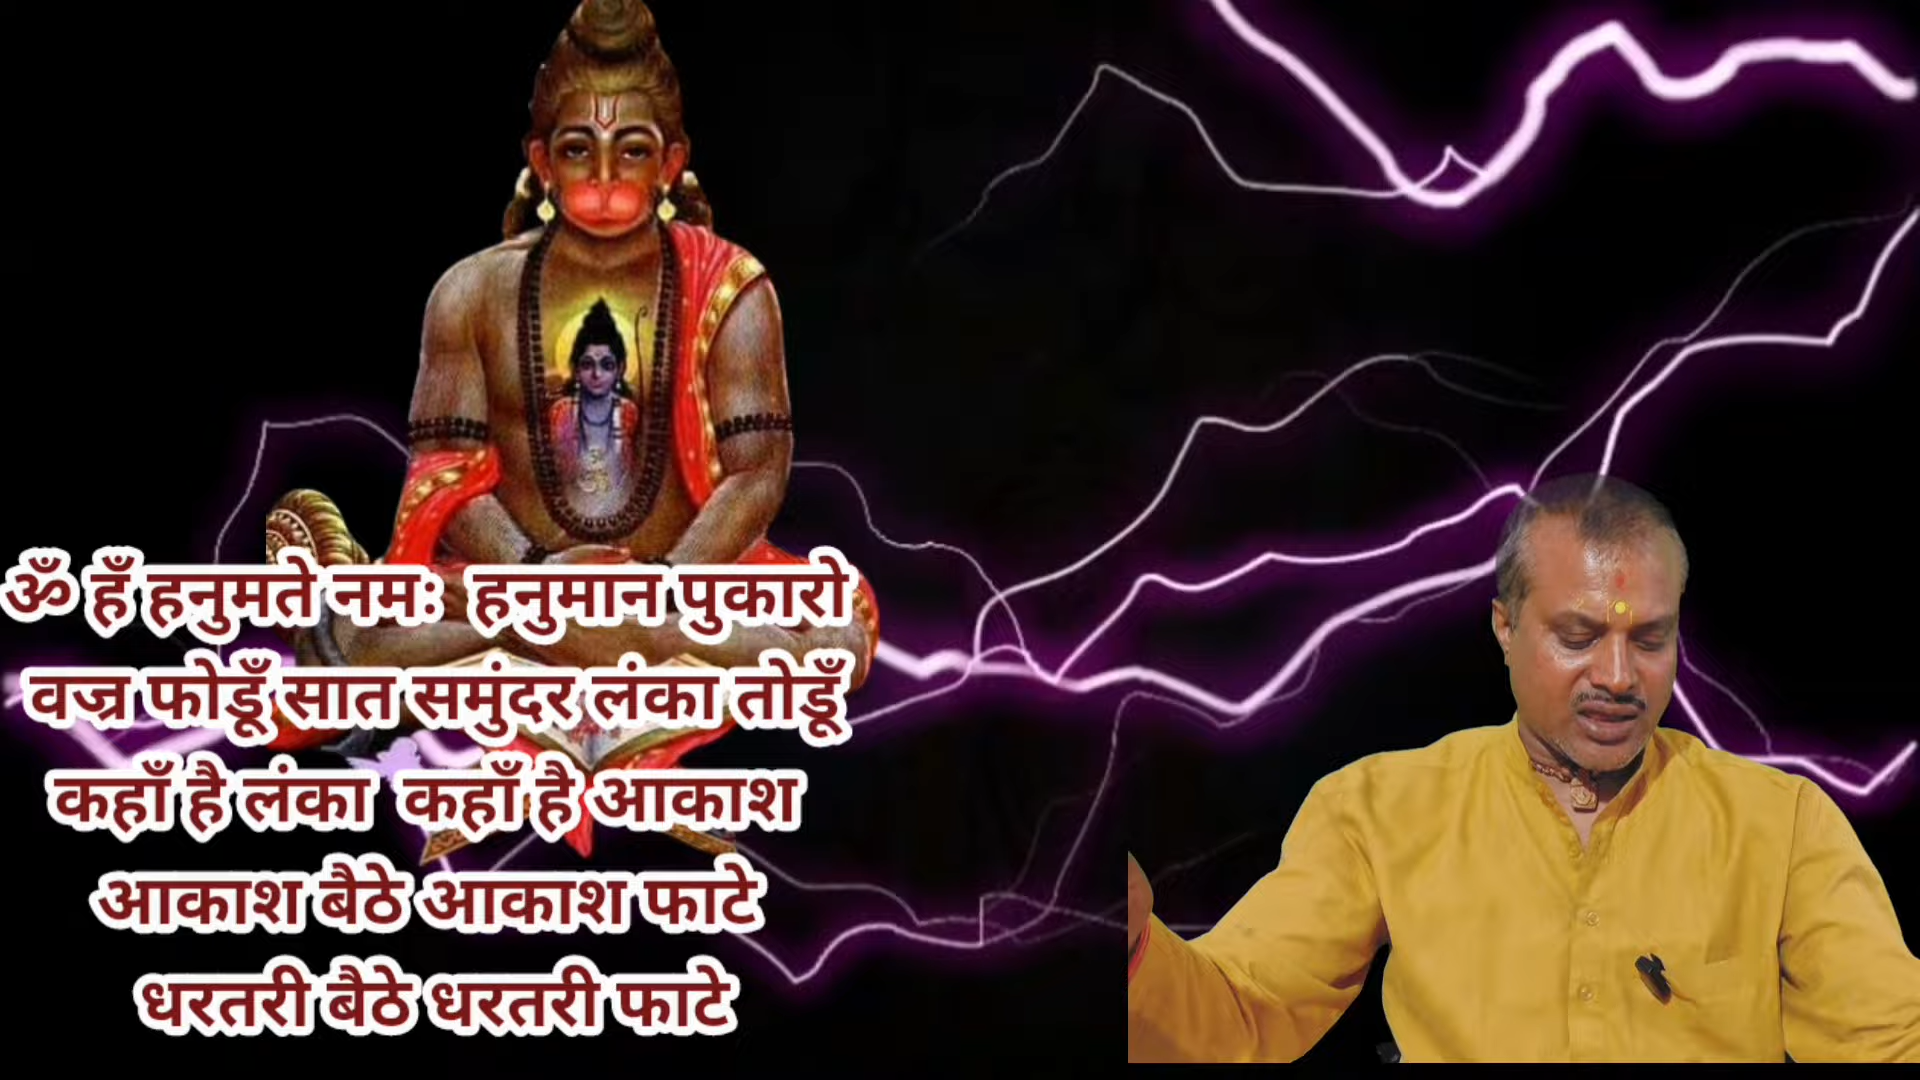 ॐ हँ हनुमते नमः हनुमान पुकारो
वज्र फोडूँ सात समुंदर लंका तोडूँ
कहाँ है लंका कहाँ है आकाश
आकाश बैठे आकाश फाटे
धरतरी बैठे धरतरी फाटे